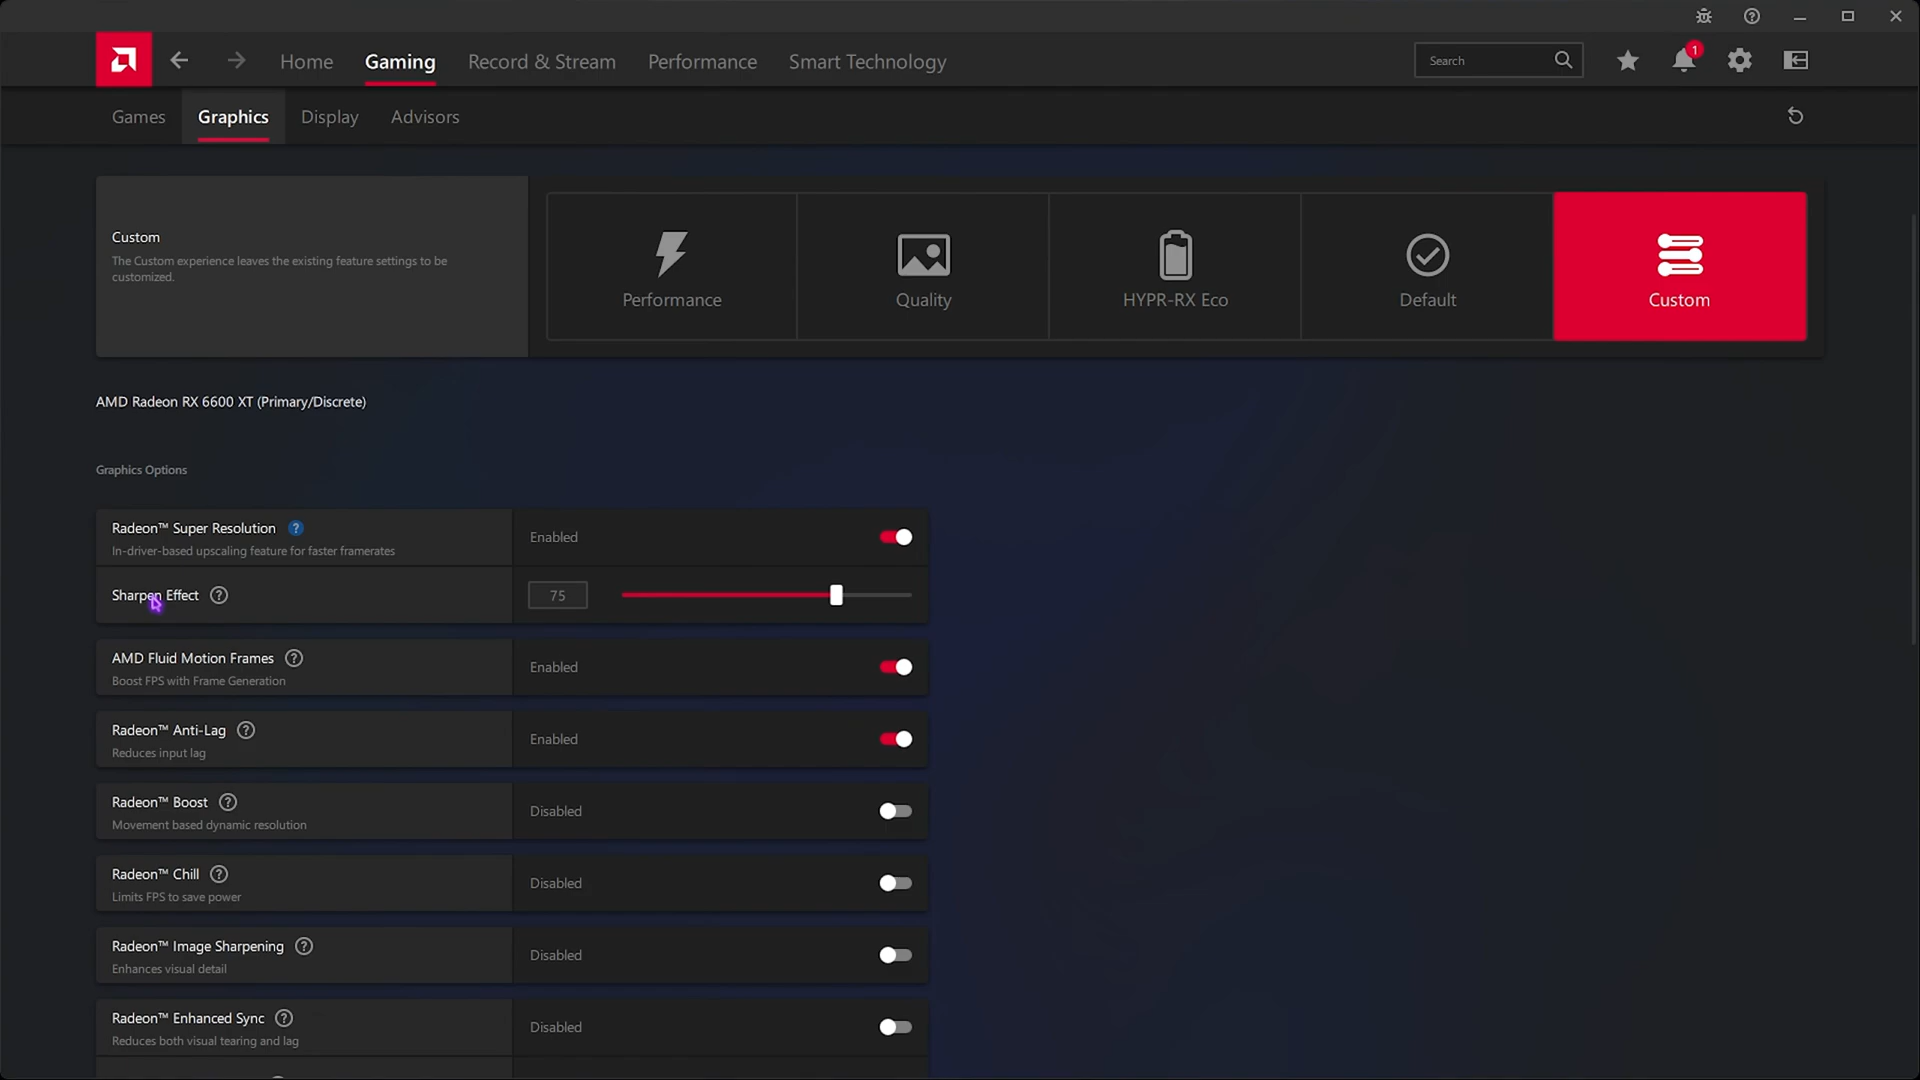 Home Gaming Record & Stream Performance Smart Technology Search 1
Games Graphics Display Advisors
Custom
The Custom experience leaves the existing feature settings to be
customized.
Performance Quality HYPR-RX Eco Default Custom
AMD Radeon RX 6600 XT (Primary/Discrete)
Graphics Options
Radeon™ Super Resolution ? Enabled
In-driver-based upscaling feature for faster framerates
Sharpen Effect ? 75
AMD Fluid Motion Frames ? Enabled
Boost FPS with Frame Generation
Radeon™ Anti-Lag ? Enabled
Reduces input lag
Radeon™ Boost ? Disabled
Movement based dynamic resolution
Radeon™ Chill ? Disabled
Limits FPS to save power
Radeon™ Image Sharpening ? Disabled
Enhances visual detail
Radeon™ Enhanced Sync ? Disabled
Reduces both visual tearing and lag